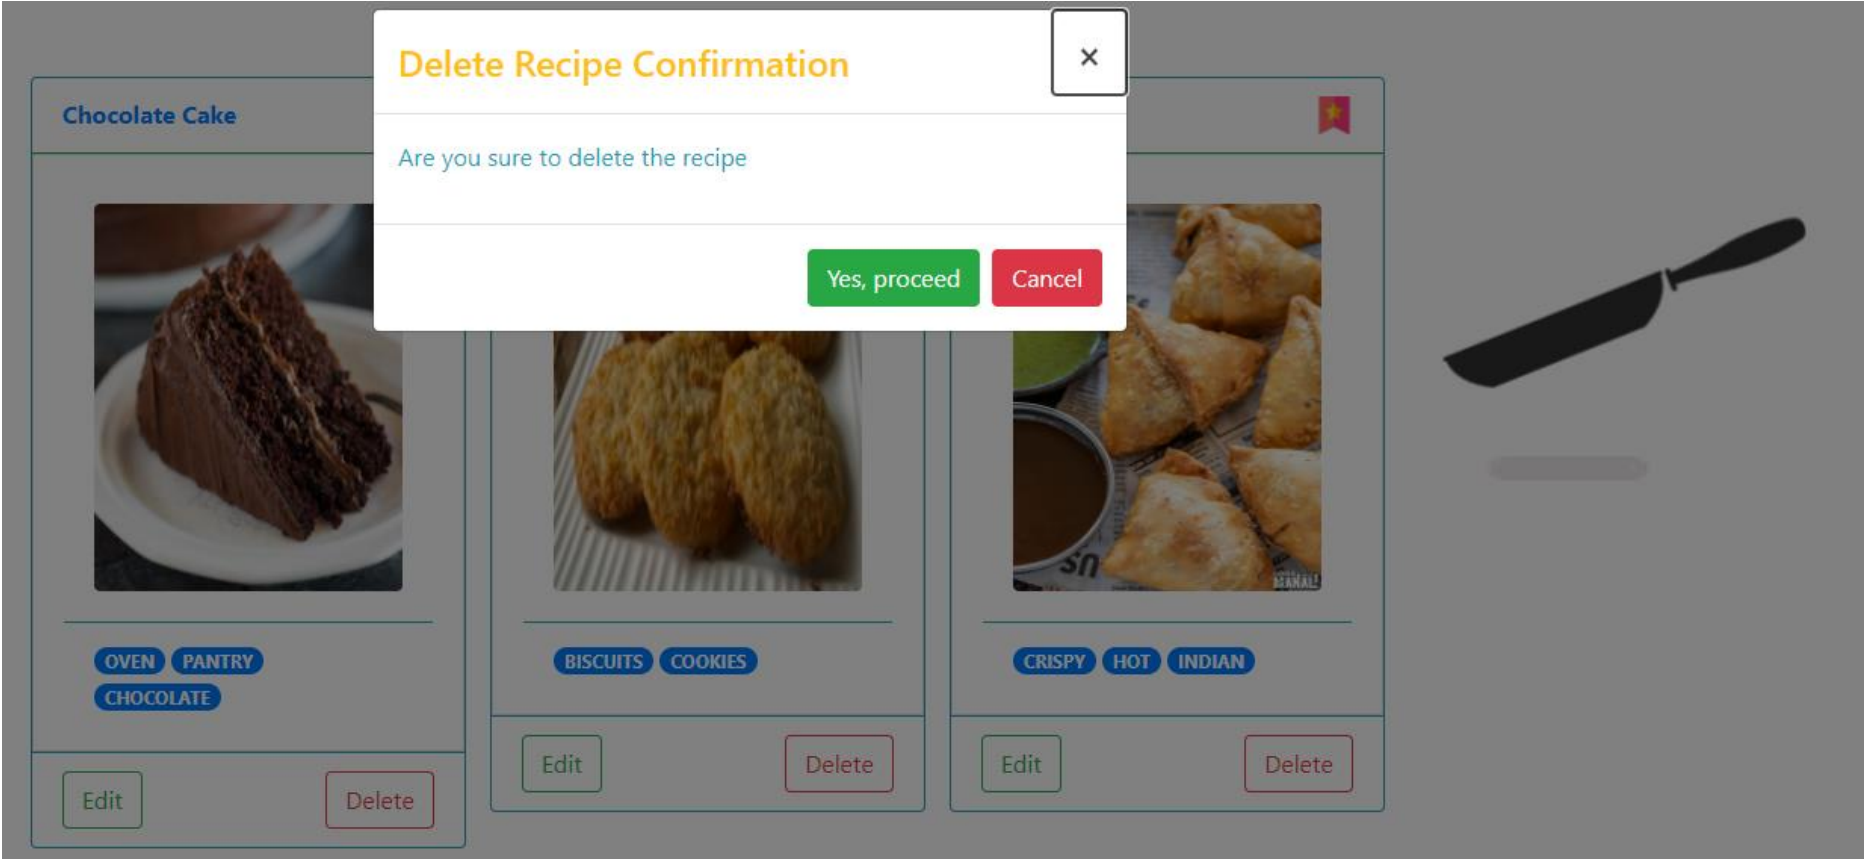 Delete Recipe Confirmation
×
Chocolate Cake
Are you sure to delete the recipe
Yes, proceed Cancel
OVEN PANTRY
CHOCOLATE
BISCUITS COOKIES
CRISPY HOT INDIAN
Edit Delete
Edit Delete
Edit Delete